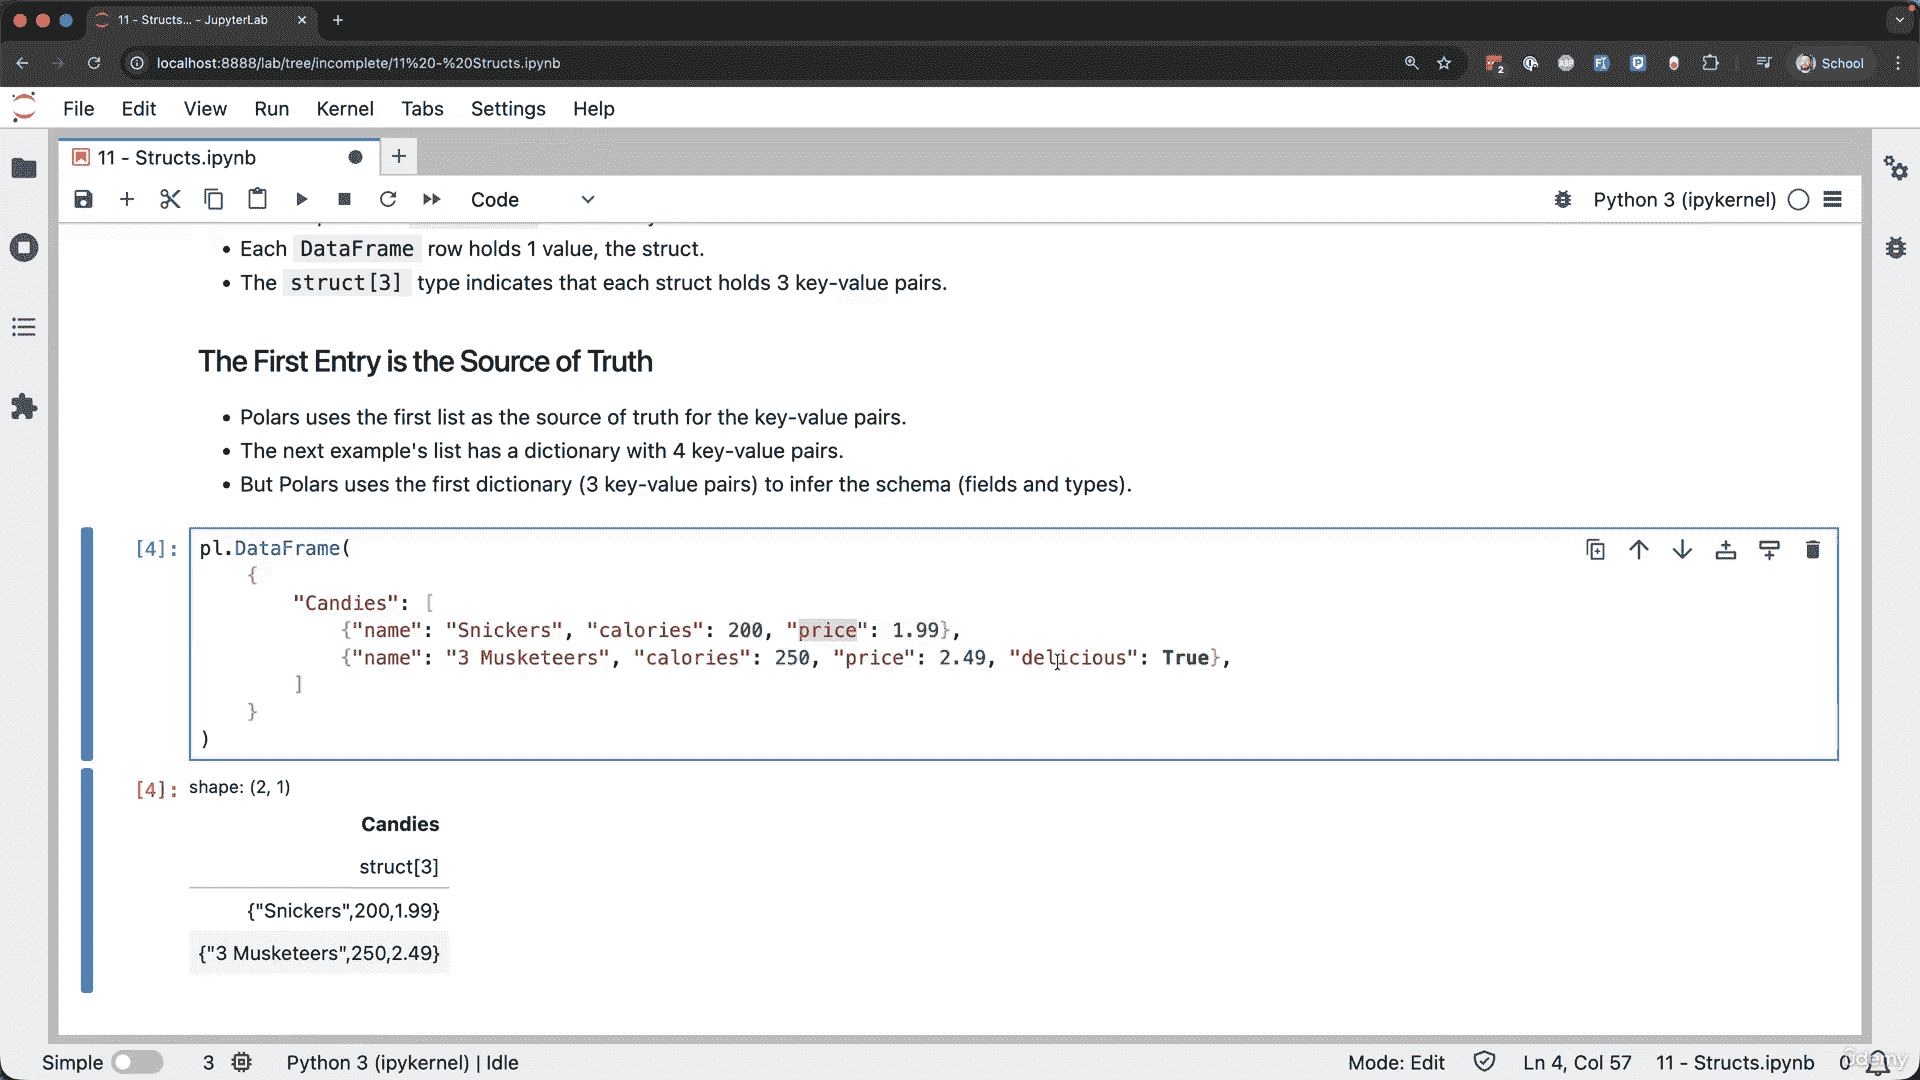 11 - Structs... - JupyterLab
localhost:8888/lab/tree/incomplete/11%20-%20Structs.ipynb
2
ABP
School
File Edit View Run Kernel Tabs Settings Help
11 - Structs.ipynb
Code
Python 3 (ipykernel)
Each DataFrame row holds 1 value, the struct.
The struct[3] type indicates that each struct holds 3 key-value pairs.
The First Entry is the Source of Truth
Polars uses the first list as the source of truth for the key-value pairs.
The next example's list has a dictionary with 4 key-value pairs.
But Polars uses the first dictionary (3 key-value pairs) to infer the schema (fields and types).
[4]: pl.DataFrame(
{
"Candies": [
{"name": "Snickers", "calories": 200, "price": 1.99},
{"name": "3 Musketeers", "calories": 250, "price": 2.49, "delicious": True},
]
}
)
[4]: shape: (2, 1)
Candies
struct[3]
{"Snickers",200,1.99}
{"3 Musketeers",250,2.49}
Simple 3 Python 3 (ipykernel) | Idle Mode: Edit Ln 4, Col 57 11 - Structs.ipynb 0
Udemy